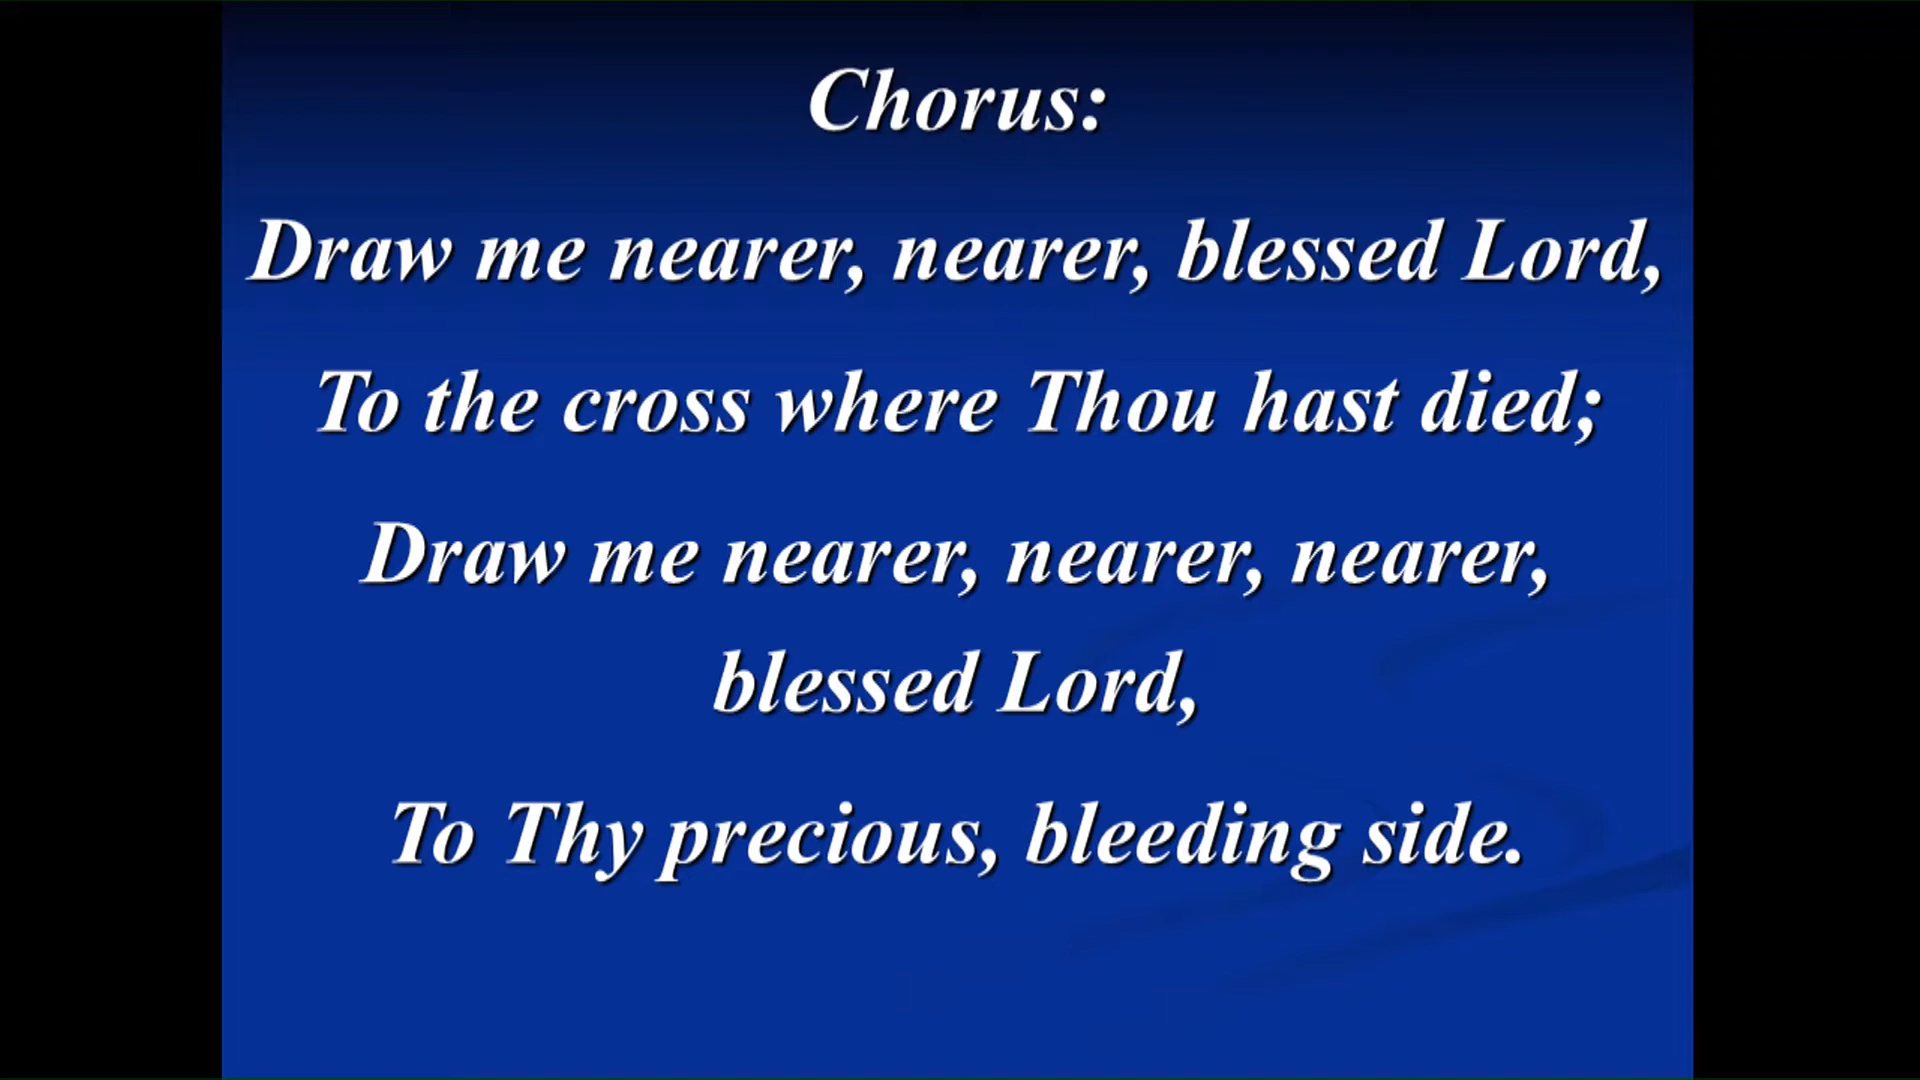 Chorus:
Draw me nearer, nearer, blessed Lord,
To the cross where Thou hast died;
Draw me nearer, nearer, nearer,
blessed Lord,
To Thy precious, bleeding side.